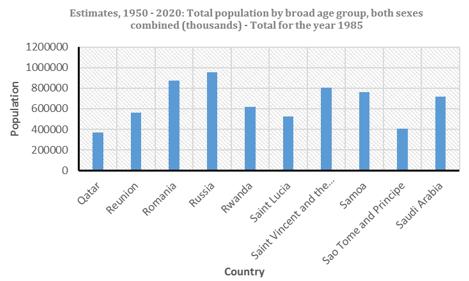 Estimates, 1950 - 2020: Total population by broad age group, both sexes
combined (thousands) - Total for the year 1985
Population
1200000
1000000
800000
600000
400000
200000
0
Qatar
Reunion
Romania
Russia
Rwanda
Saint Lucia
Saint Vincent and the...
Samoa
Sao Tome and Principe
Saudi Arabia
Country